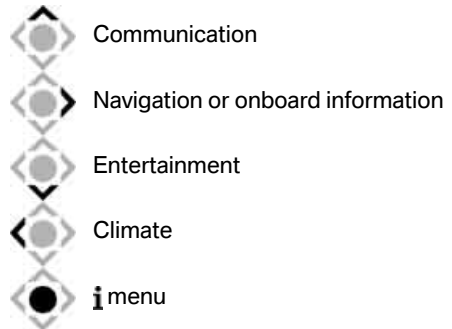 Communication
Navigation or onboard information
Entertainment
Climate
i menu